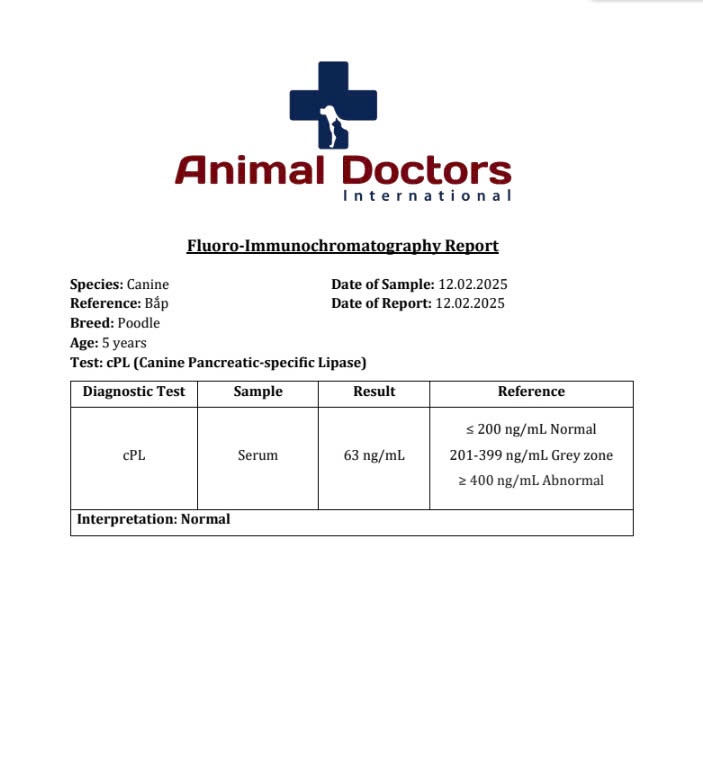 Animal Doctors
International
Fluoro-Immunochromatography Report
Species: Canine
Date of Sample: 12.02.2025
Reference: Bắp
Date of Report: 12.02.2025
Breed: Poodle
Age: 5 years
Test: cPL (Canine Pancreatic-specific Lipase)
Diagnostic Test Sample Result Reference
≤ 200 ng/mL Normal
cPL Serum 63 ng/mL 201-399 ng/mL Grey zone
≥ 400 ng/mL Abnormal
Interpretation: Normal